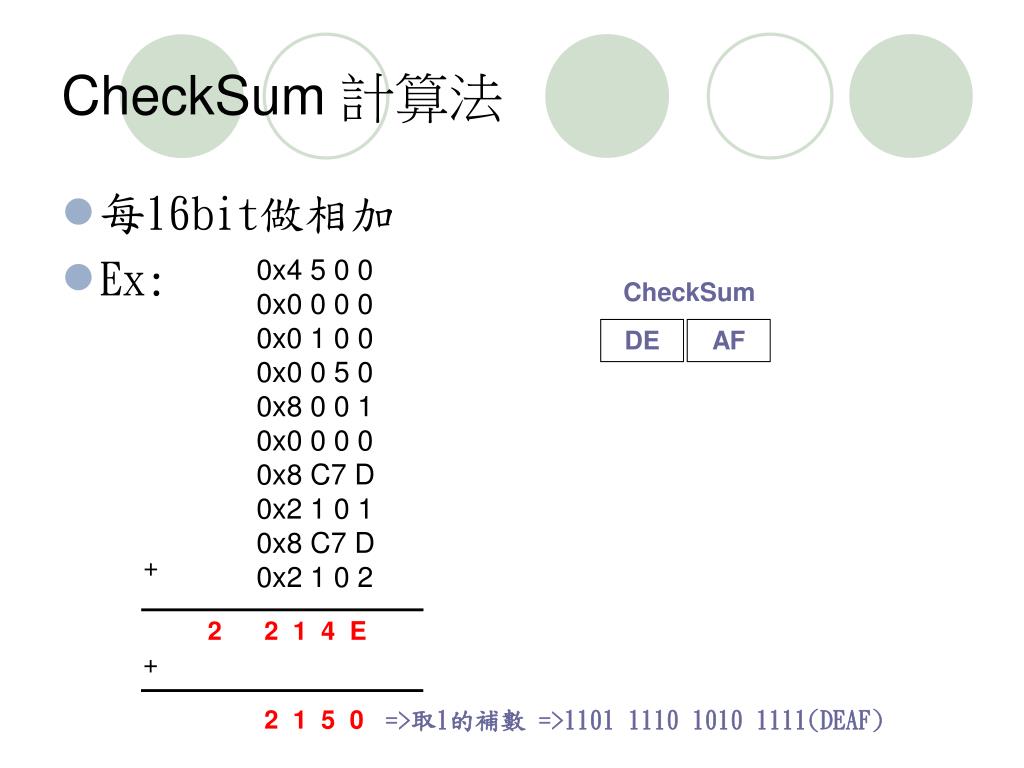 CheckSum 計算法
每16bit做相加
Ex:
0x4 5 0 0
0x0 0 0 0
0x0 1 0 0
0x0 0 5 0
0x8 0 0 1
0x0 0 0 0
0x8 C7 D
0x2 1 0 1
0x8 C7 D
+ 0x2 1 0 2
2 2 1 4 E
+
2 1 5 0 =>取1的補數 =>1101 1110 1010 1111(DEAF)
CheckSum
DE AF